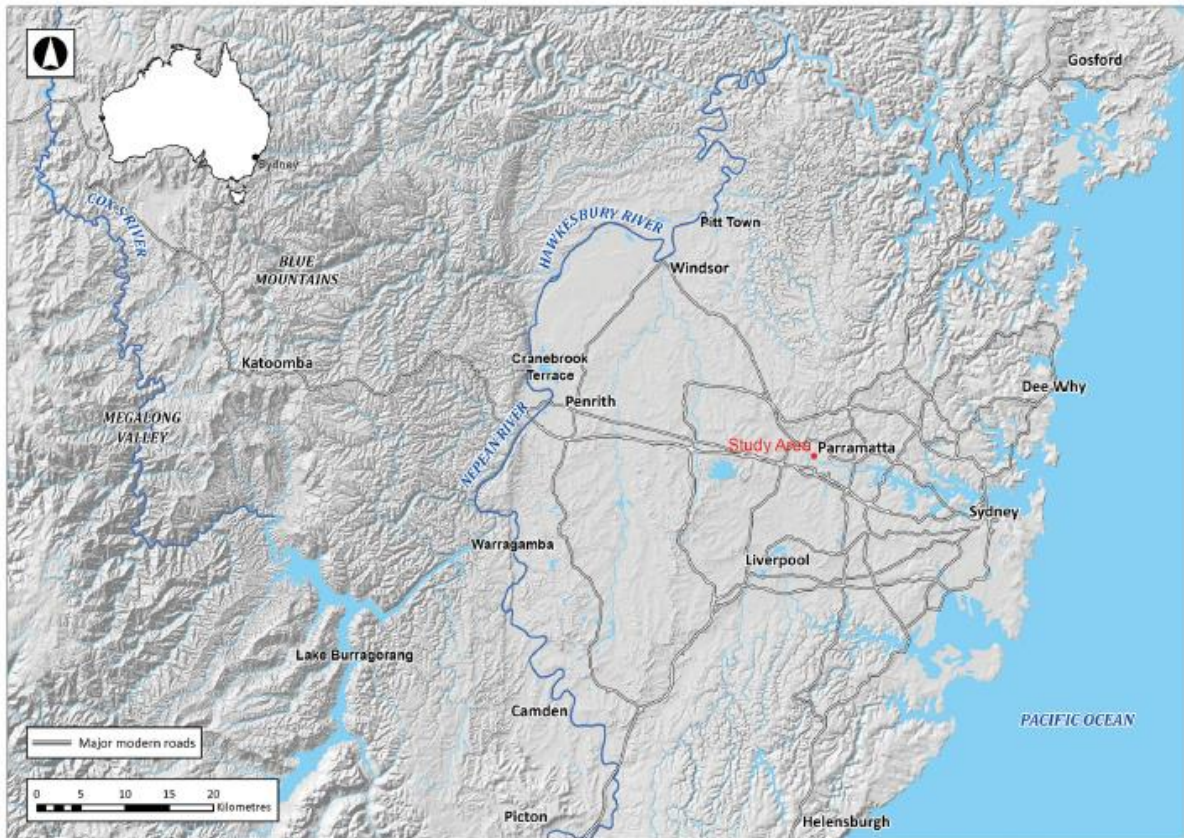 Gosford
Sydney
COX'S RIVER
HAWKESBURY RIVER
Pitt Town
BLUE
MOUNTAINS
Windsor
Katoomba
Cranebrook
Terrace
Dee Why
Penrith
MEGALONG
VALLEY
NEPEAN RIVER
Study Area
Parramatta
Sydney
Warragamba
Liverpool
Lake Burragorang
Camden
PACIFIC OCEAN
Major modern roads
0 5 10 15 20
Kilometres
Picton
Helensburgh